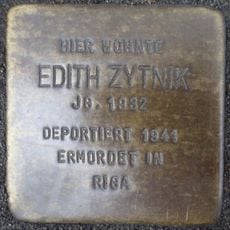 HIER WOHNTE
EDITH ZYTNIK
JG. 1932
DEPORTIERT 1941
ERMORDET IN
RIGA